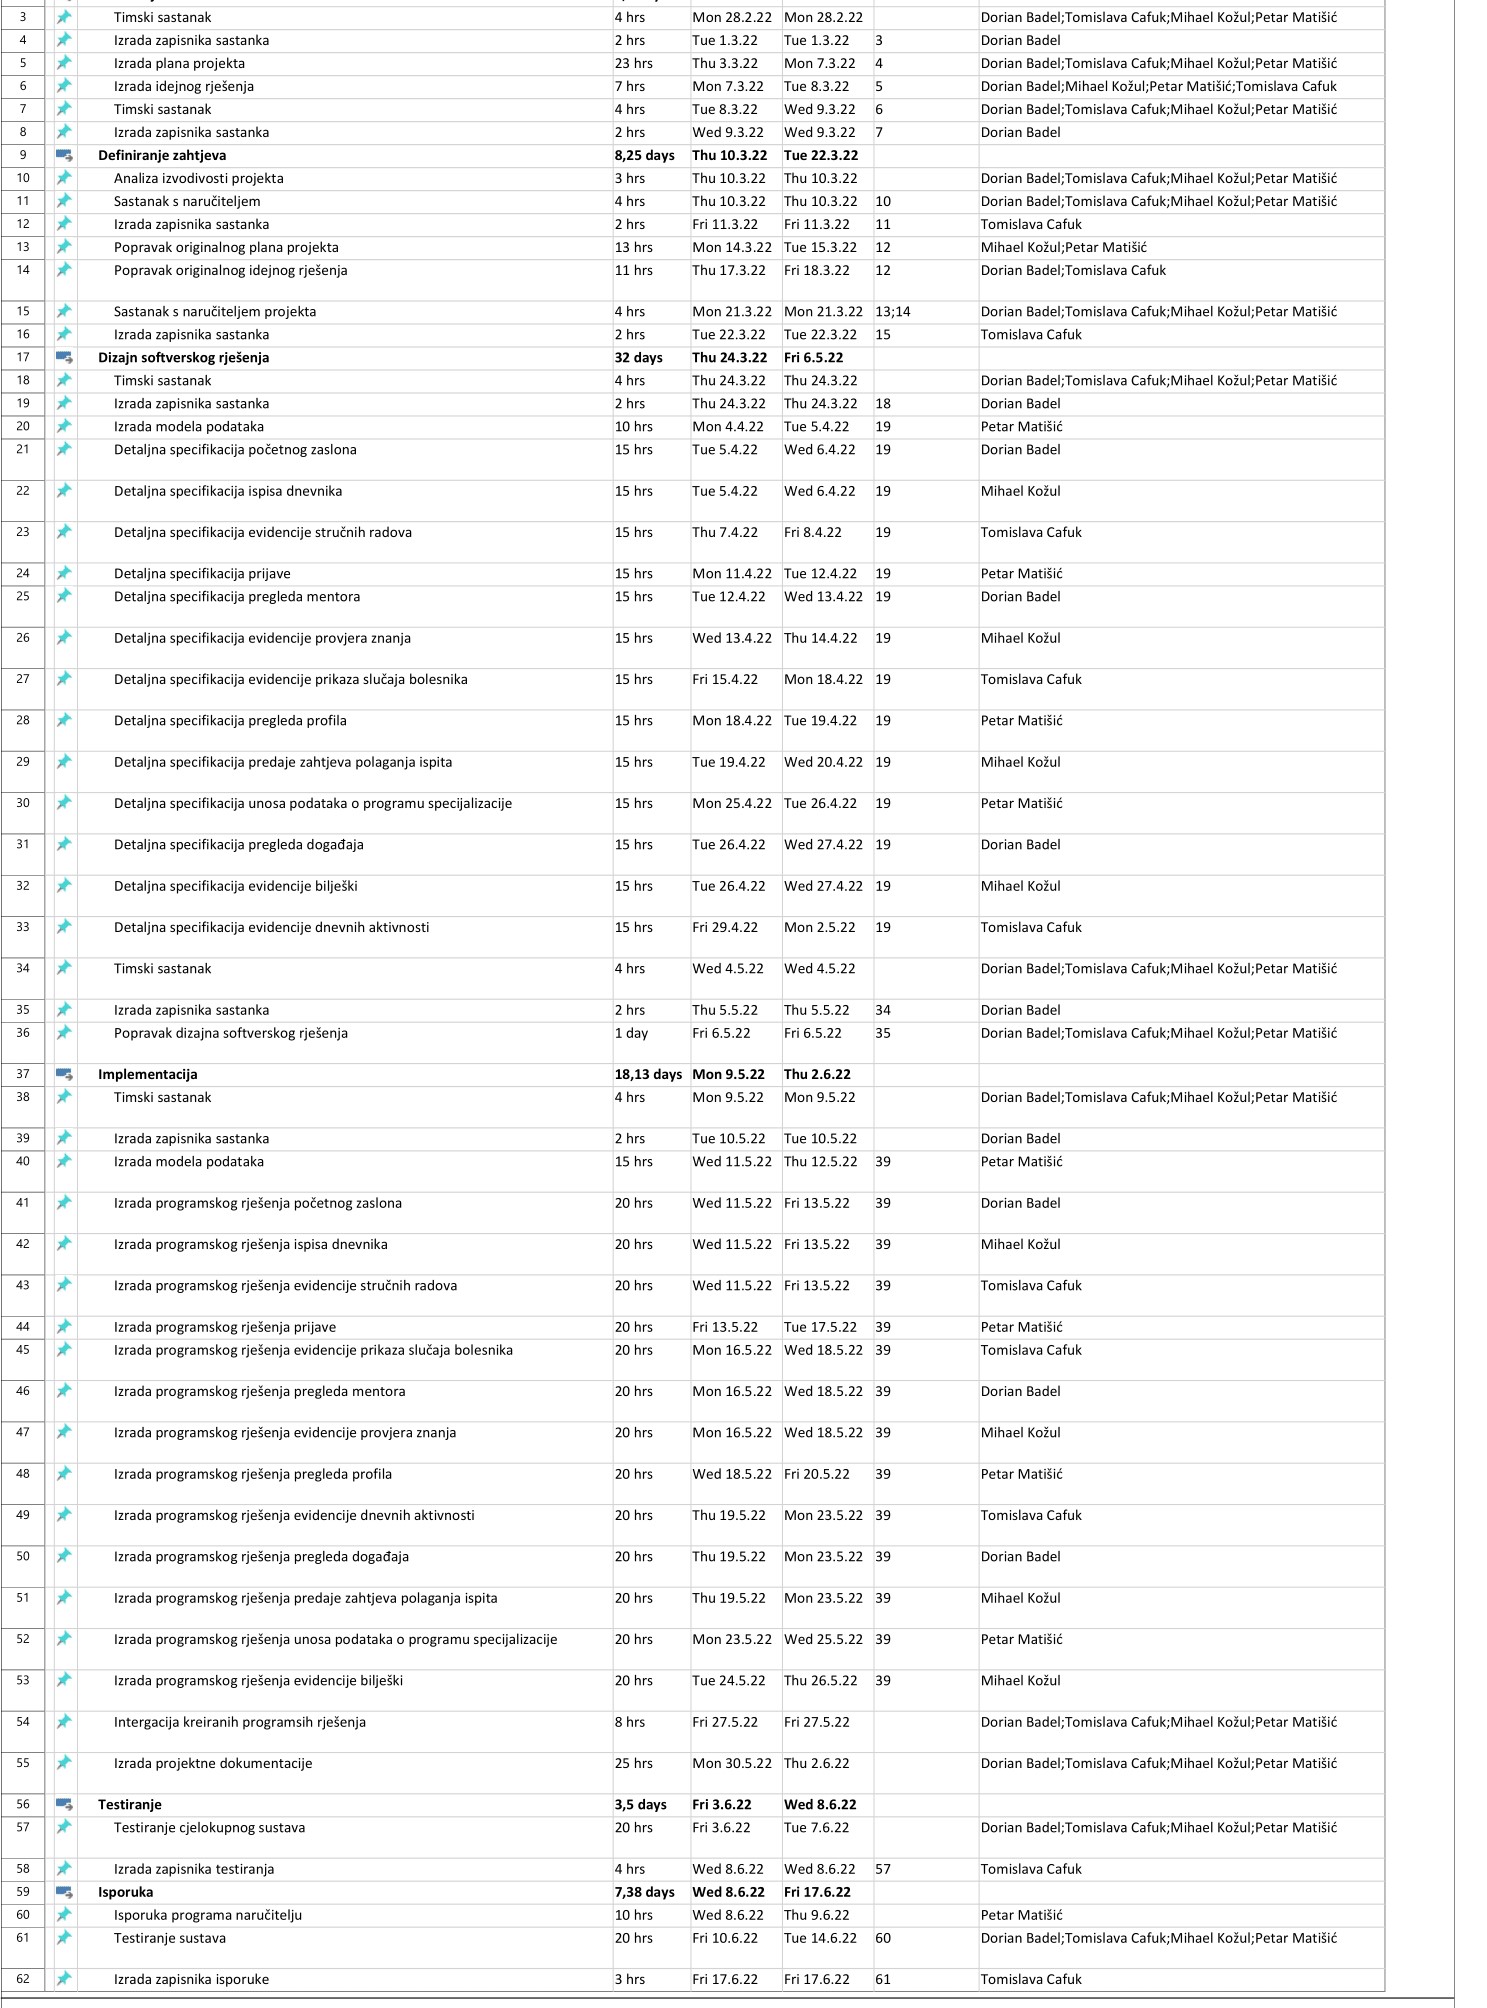 3 Timski sastanak 4 hrs Mon 28.2.22 Mon 28.2.22 Dorian Badel;Tomislava Cafuk;Mihael Kožul;Petar Matišić
4 Izrada zapisnika sastanka 2 hrs Tue 1.3.22 Tue 1.3.22 3 Dorian Badel
5 Izrada plana projekta 23 hrs Thu 3.3.22 Mon 7.3.22 4 Dorian Badel;Tomislava Cafuk;Mihael Kožul;Petar Matišić
6 Izrada idejnog rješenja 7 hrs Mon 7.3.22 Tue 8.3.22 5 Dorian Badel;Mihael Kožul;Petar Matišić;Tomislava Cafuk
7 Timski sastanak 4 hrs Tue 8.3.22 Wed 9.3.22 6 Dorian Badel;Tomislava Cafuk;Mihael Kožul;Petar Matišić
8 Izrada zapisnika sastanka 2 hrs Wed 9.3.22 Wed 9.3.22 7 Dorian Badel
9 Definiranje zahtjeva 8,25 days Thu 10.3.22 Tue 22.3.22
10 Analiza izvodivosti projekta 3 hrs Thu 10.3.22 Thu 10.3.22 Dorian Badel;Tomislava Cafuk;Mihael Kožul;Petar Matišić
11 Sastanak s naručiteljem 4 hrs Thu 10.3.22 Thu 10.3.22 10 Dorian Badel;Tomislava Cafuk;Mihael Kožul;Petar Matišić
12 Izrada zapisnika sastanka 2 hrs Fri 11.3.22 Fri 11.3.22 11 Tomislava Cafuk
13 Popravak originalnog plana projekta 13 hrs Mon 14.3.22 Tue 15.3.22 12 Mihael Kožul;Petar Matišić
14 Popravak originalnog idejnog rješenja 11 hrs Thu 17.3.22 Fri 18.3.22 12 Dorian Badel;Tomislava Cafuk
15 Sastanak s naručiteljem projekta 4 hrs Mon 21.3.22 Mon 21.3.22 13;14 Dorian Badel;Tomislava Cafuk;Mihael Kožul;Petar Matišić
16 Izrada zapisnika sastanka 2 hrs Tue 22.3.22 Tue 22.3.22 15 Tomislava Cafuk
17 Dizajn softverskog rješenja 32 days Thu 24.3.22 Fri 6.5.22
18 Timski sastanak 4 hrs Thu 24.3.22 Thu 24.3.22 Dorian Badel;Tomislava Cafuk;Mihael Kožul;Petar Matišić
19 Izrada zapisnika sastanka 2 hrs Thu 24.3.22 Thu 24.3.22 18 Dorian Badel
20 Izrada modela podataka 10 hrs Mon 4.4.22 Tue 5.4.22 19 Petar Matišić
21 Detaljna specifikacija početnog zaslona 15 hrs Tue 5.4.22 Wed 6.4.22 19 Dorian Badel
22 Detaljna specifikacija ispisa dnevnika 15 hrs Tue 5.4.22 Wed 6.4.22 19 Mihael Kožul
23 Detaljna specifikacija evidencije stručnih radova 15 hrs Thu 7.4.22 Fri 8.4.22 19 Tomislava Cafuk
24 Detaljna specifikacija prijave 15 hrs Mon 11.4.22 Tue 12.4.22 19 Petar Matišić
25 Detaljna specifikacija pregleda mentora 15 hrs Tue 12.4.22 Wed 13.4.22 19 Dorian Badel
26 Detaljna specifikacija evidencije provjera znanja 15 hrs Wed 13.4.22 Thu 14.4.22 19 Mihael Kožul
27 Detaljna specifikacija evidencije prikaza slučaja bolesnika 15 hrs Fri 15.4.22 Mon 18.4.22 19 Tomislava Cafuk
28 Detaljna specifikacija pregleda profila 15 hrs Mon 18.4.22 Tue 19.4.22 19 Petar Matišić
29 Detaljna specifikacija predaje zahtjeva polaganja ispita 15 hrs Tue 19.4.22 Wed 20.4.22 19 Mihael Kožul
30 Detaljna specifikacija unosa podataka o programu specijalizacije 15 hrs Mon 25.4.22 Tue 26.4.22 19 Petar Matišić
31 Detaljna specifikacija pregleda događaja 15 hrs Tue 26.4.22 Wed 27.4.22 19 Dorian Badel
32 Detaljna specifikacija evidencije bilješki 15 hrs Tue 26.4.22 Wed 27.4.22 19 Mihael Kožul
33 Detaljna specifikacija evidencije dnevnih aktivnosti 15 hrs Fri 29.4.22 Mon 2.5.22 19 Tomislava Cafuk
34 Timski sastanak 4 hrs Wed 4.5.22 Wed 4.5.22 Dorian Badel;Tomislava Cafuk;Mihael Kožul;Petar Matišić
35 Izrada zapisnika sastanka 2 hrs Thu 5.5.22 Thu 5.5.22 34 Dorian Badel
36 Popravak dizajna softverskog rješenja 1 day Fri 6.5.22 Fri 6.5.22 35 Dorian Badel;Tomislava Cafuk;Mihael Kožul;Petar Matišić
37 Implementacija 18,13 days Mon 9.5.22 Thu 2.6.22
38 Timski sastanak 4 hrs Mon 9.5.22 Mon 9.5.22 Dorian Badel;Tomislava Cafuk;Mihael Kožul;Petar Matišić
39 Izrada zapisnika sastanka 2 hrs Tue 10.5.22 Tue 10.5.22 Dorian Badel
40 Izrada modela podataka 15 hrs Wed 11.5.22 Thu 12.5.22 39 Petar Matišić
41 Izrada programskog rješenja početnog zaslona 20 hrs Wed 11.5.22 Fri 13.5.22 39 Dorian Badel
42 Izrada programskog rješenja ispisa dnevnika 20 hrs Wed 11.5.22 Fri 13.5.22 39 Mihael Kožul
43 Izrada programskog rješenja evidencije stručnih radova 20 hrs Wed 11.5.22 Fri 13.5.22 39 Tomislava Cafuk
44 Izrada programskog rješenja prijave 20 hrs Fri 13.5.22 Tue 17.5.22 39 Petar Matišić
45 Izrada programskog rješenja evidencije prikaza slučaja bolesnika 20 hrs Mon 16.5.22 Wed 18.5.22 39 Tomislava Cafuk
46 Izrada programskog rješenja pregleda mentora 20 hrs Mon 16.5.22 Wed 18.5.22 39 Dorian Badel
47 Izrada programskog rješenja evidencije provjera znanja 20 hrs Mon 16.5.22 Wed 18.5.22 39 Mihael Kožul
48 Izrada programskog rješenja pregleda profila 20 hrs Wed 18.5.22 Fri 20.5.22 39 Petar Matišić
49 Izrada programskog rješenja evidencije dnevnih aktivnosti 20 hrs Thu 19.5.22 Mon 23.5.22 39 Tomislava Cafuk
50 Izrada programskog rješenja pregleda događaja 20 hrs Thu 19.5.22 Mon 23.5.22 39 Dorian Badel
51 Izrada programskog rješenja predaje zahtjeva polaganja ispita 20 hrs Thu 19.5.22 Mon 23.5.22 39 Mihael Kožul
52 Izrada programskog rješenja unosa podataka o programu specijalizacije 20 hrs Mon 23.5.22 Wed 25.5.22 39 Petar Matišić
53 Izrada programskog rješenja evidencije bilješki 20 hrs Tue 24.5.22 Thu 26.5.22 39 Mihael Kožul
54 Intergacija kreiranih programsih rješenja 8 hrs Fri 27.5.22 Fri 27.5.22 Dorian Badel;Tomislava Cafuk;Mihael Kožul;Petar Matišić
55 Izrada projektne dokumentacije 25 hrs Mon 30.5.22 Thu 2.6.22 Dorian Badel;Tomislava Cafuk;Mihael Kožul;Petar Matišić
56 Testiranje 3,5 days Fri 3.6.22 Wed 8.6.22
57 Testiranje cjelokupnog sustava 20 hrs Fri 3.6.22 Tue 7.6.22 Dorian Badel;Tomislava Cafuk;Mihael Kožul;Petar Matišić
58 Izrada zapisnika testiranja 4 hrs Wed 8.6.22 Wed 8.6.22 57 Tomislava Cafuk
59 Isporuka 7,38 days Wed 8.6.22 Fri 17.6.22
60 Isporuka programa naručitelju 10 hrs Wed 8.6.22 Thu 9.6.22 Petar Matišić
61 Testiranje sustava 20 hrs Fri 10.6.22 Tue 14.6.22 60 Dorian Badel;Tomislava Cafuk;Mihael Kožul;Petar Matišić
62 Izrada zapisnika isporuke 3 hrs Fri 17.6.22 Fri 17.6.22 61 Tomislava Cafuk